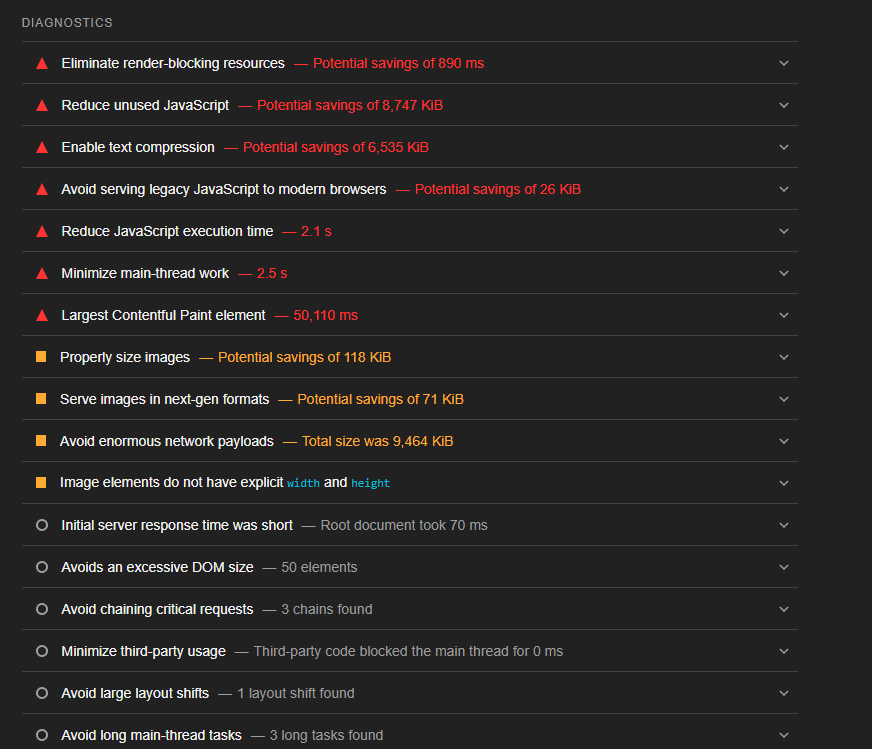 DIAGNOSTICS
Eliminate render-blocking resources — Potential savings of 890 ms
Reduce unused JavaScript — Potential savings of 8,747 KiB
Enable text compression — Potential savings of 6,535 KiB
Avoid serving legacy JavaScript to modern browsers — Potential savings of 26 KiB
Reduce JavaScript execution time — 2.1 s
Minimize main-thread work — 2.5 s
Largest Contentful Paint element — 50,110 ms
Properly size images — Potential savings of 118 KiB
Serve images in next-gen formats — Potential savings of 71 KiB
Avoid enormous network payloads — Total size was 9,464 KiB
Image elements do not have explicit width and height
Initial server response time was short — Root document took 70 ms
Avoids an excessive DOM size — 50 elements
Avoid chaining critical requests — 3 chains found
Minimize third-party usage — Third-party code blocked the main thread for 0 ms
Avoid large layout shifts — 1 layout shift found
Avoid long main-thread tasks — 3 long tasks found